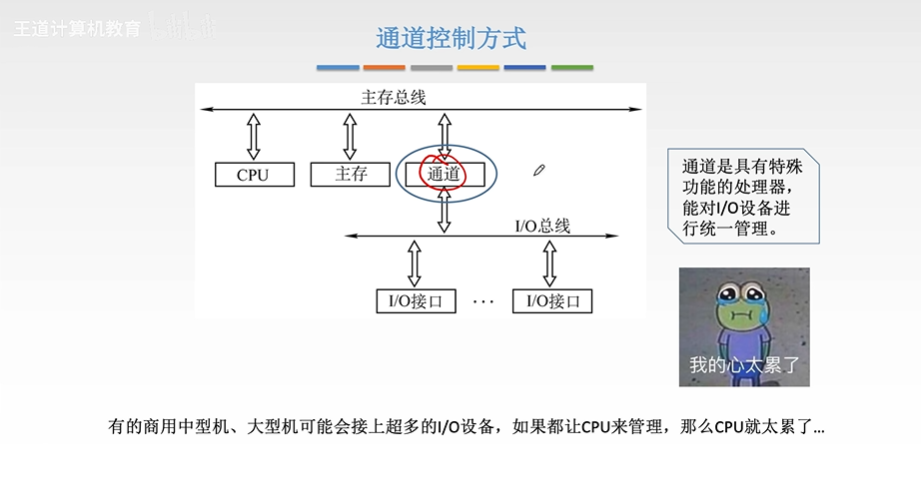 王道计算机教育
通道控制方式
主存总线
CPU
主存
通道
I/O总线
I/O接口
...
I/O接口
通道是具有特殊
功能的处理器，
能对I/O设备进
行统一管理。
我的心太累了
有的商用中型机、大型机可能会接上超多的I/O设备，如果都让CPU来管理，那么CPU就太累了...